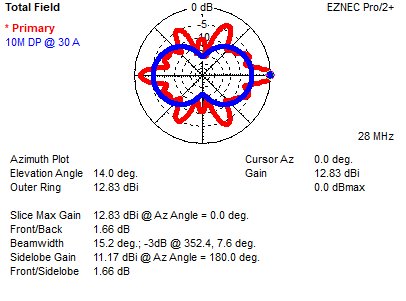 Total Field
EZNEC Pro/2+
* Primary
10M DP @ 30 A
0 dB
-5
-10
28 MHz
Azimuth Plot
Cursor Az 0.0 deg.
Elevation Angle 14.0 deg.
Gain 12.83 dBi
Outer Ring 12.83 dBi
0.0 dBmax
Slice Max Gain 12.83 dBi @ Az Angle = 0.0 deg.
Front/Back 1.66 dB
Beamwidth 15.2 deg.; -3dB @ 352.4, 7.6 deg.
Sidelobe Gain 11.17 dBi @ Az Angle = 180.0 deg.
Front/Sidelobe 1.66 dB